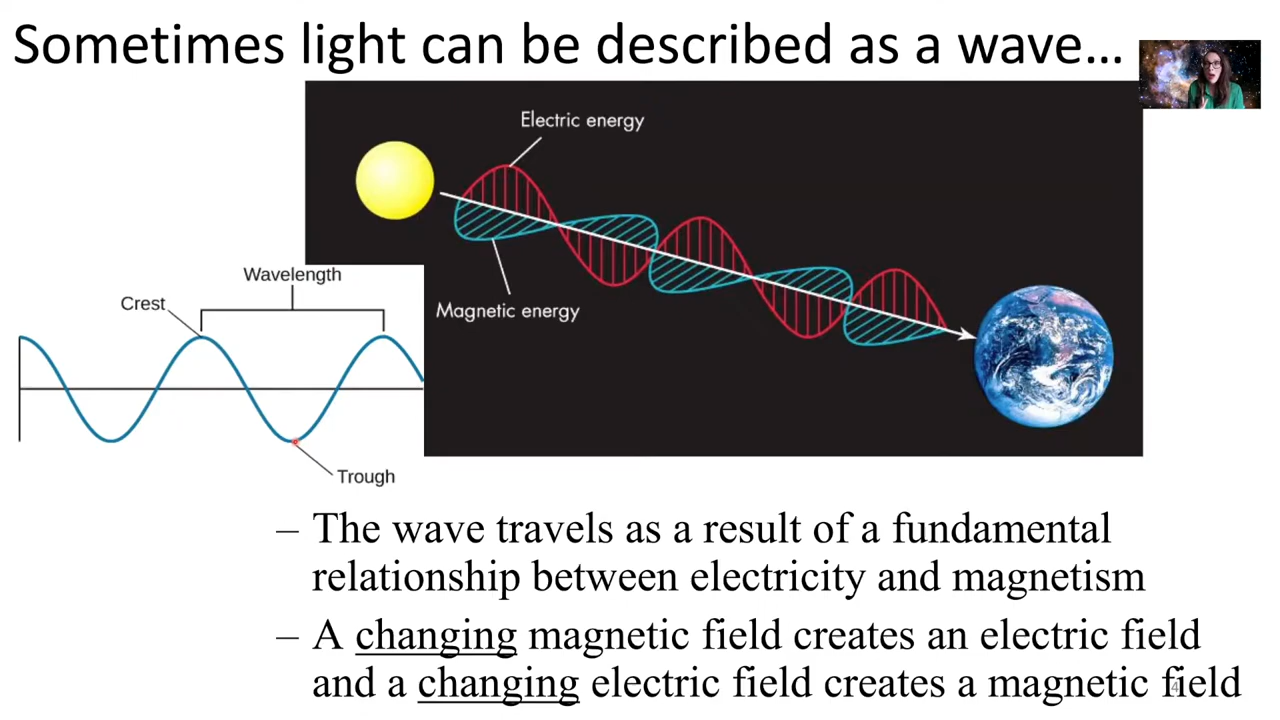 Sometimes light can be described as a wave...
Electric energy
Magnetic energy
Wavelength
Crest
Trough
– The wave travels as a result of a fundamental
relationship between electricity and magnetism
– A changing magnetic field creates an electric field
and a changing electric field creates a magnetic field
4